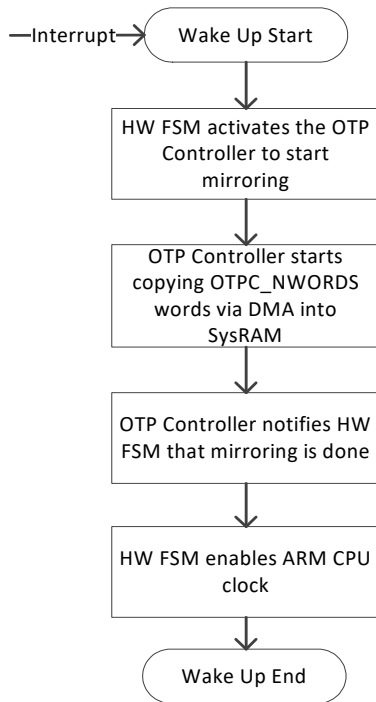 Interrupt
Wake Up Start
HW FSM activates the OTP
Controller to start
mirroring
OTP Controller starts
copying OTPC_NWORDS
words via DMA into
SysRAM
OTP Controller notifies HW
FSM that mirroring is done
HW FSM enables ARM CPU
clock
Wake Up End